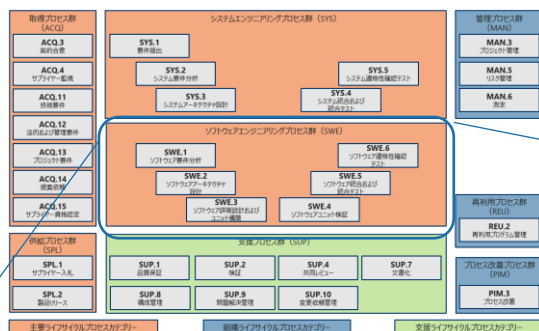 取得プロセス群
(ACQ)
ACQ.3
契約合意
ACQ.4
サプライヤー監視
ACQ.11
技術要件
ACQ.12
法的および管理要件
ACQ.13
プロジェクト要件
ACQ.14
提案依頼
ACQ.15
サプライヤー資格認定
供給プロセス群
(SPL)
SPL.1
サプライヤー入札
SPL.2
製品リリース
システムエンジニアリングプロセス群 (SYS)
SYS.1
要件抽出
SYS.2
システム要件分析
SYS.3
システムアーキテクチャ設計
SYS.5
システム適格性確認テスト
SYS.4
システム統合および
統合テスト
ソフトウェアエンジニアリングプロセス群 (SWE)
SWE.1
ソフトウェア要件分析
SWE.2
ソフトウェアアーキテクチャ
設計
SWE.3
ソフトウェア詳細設計および
ユニット構築
SWE.6
ソフトウェア適格性確認
テスト
SWE.5
ソフトウェア統合および
統合テスト
SWE.4
ソフトウェアユニット検証
支援プロセス群 (SUP)
SUP.1
品質保証
SUP.2
検証
SUP.4
共同レビュー
SUP.7
文書化
SUP.8
構成管理
SUP.9
問題解決管理
SUP.10
変更依頼管理
管理プロセス群
(MAN)
MAN.3
プロジェクト管理
MAN.5
リスク管理
MAN.6
測定
再利用プロセス群
(REU)
REU.2
再利用プログラム管理
プロセス改善プロセス群
(PIM)
PIM.3
プロセス改善
主要ライフサイクルプロセスカテゴリー
組織ライフサイクルプロセスカテゴリー
支援ライフサイクルプロセスカテゴリー